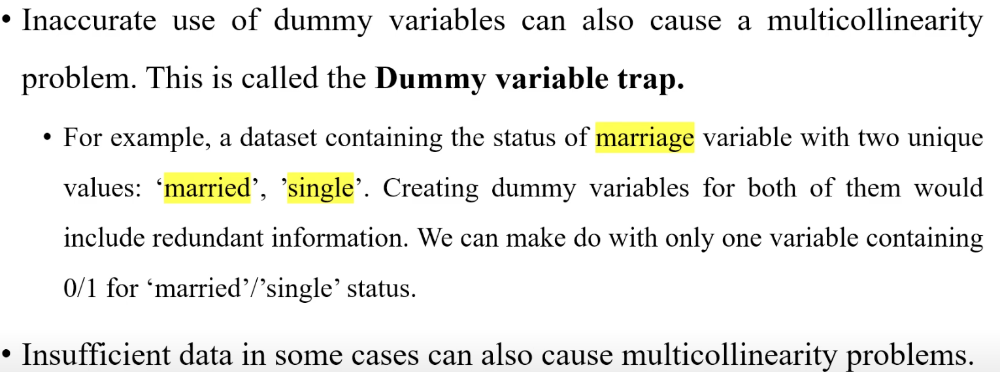 • Inaccurate use of dummy variables can also cause a multicollinearity
problem. This is called the Dummy variable trap.
• For example, a dataset containing the status of marriage variable with two unique
values: ‘married’, ’single’. Creating dummy variables for both of them would
include redundant information. We can make do with only one variable containing
0/1 for ‘married’/’single’ status.
• Insufficient data in some cases can also cause multicollinearity problems.